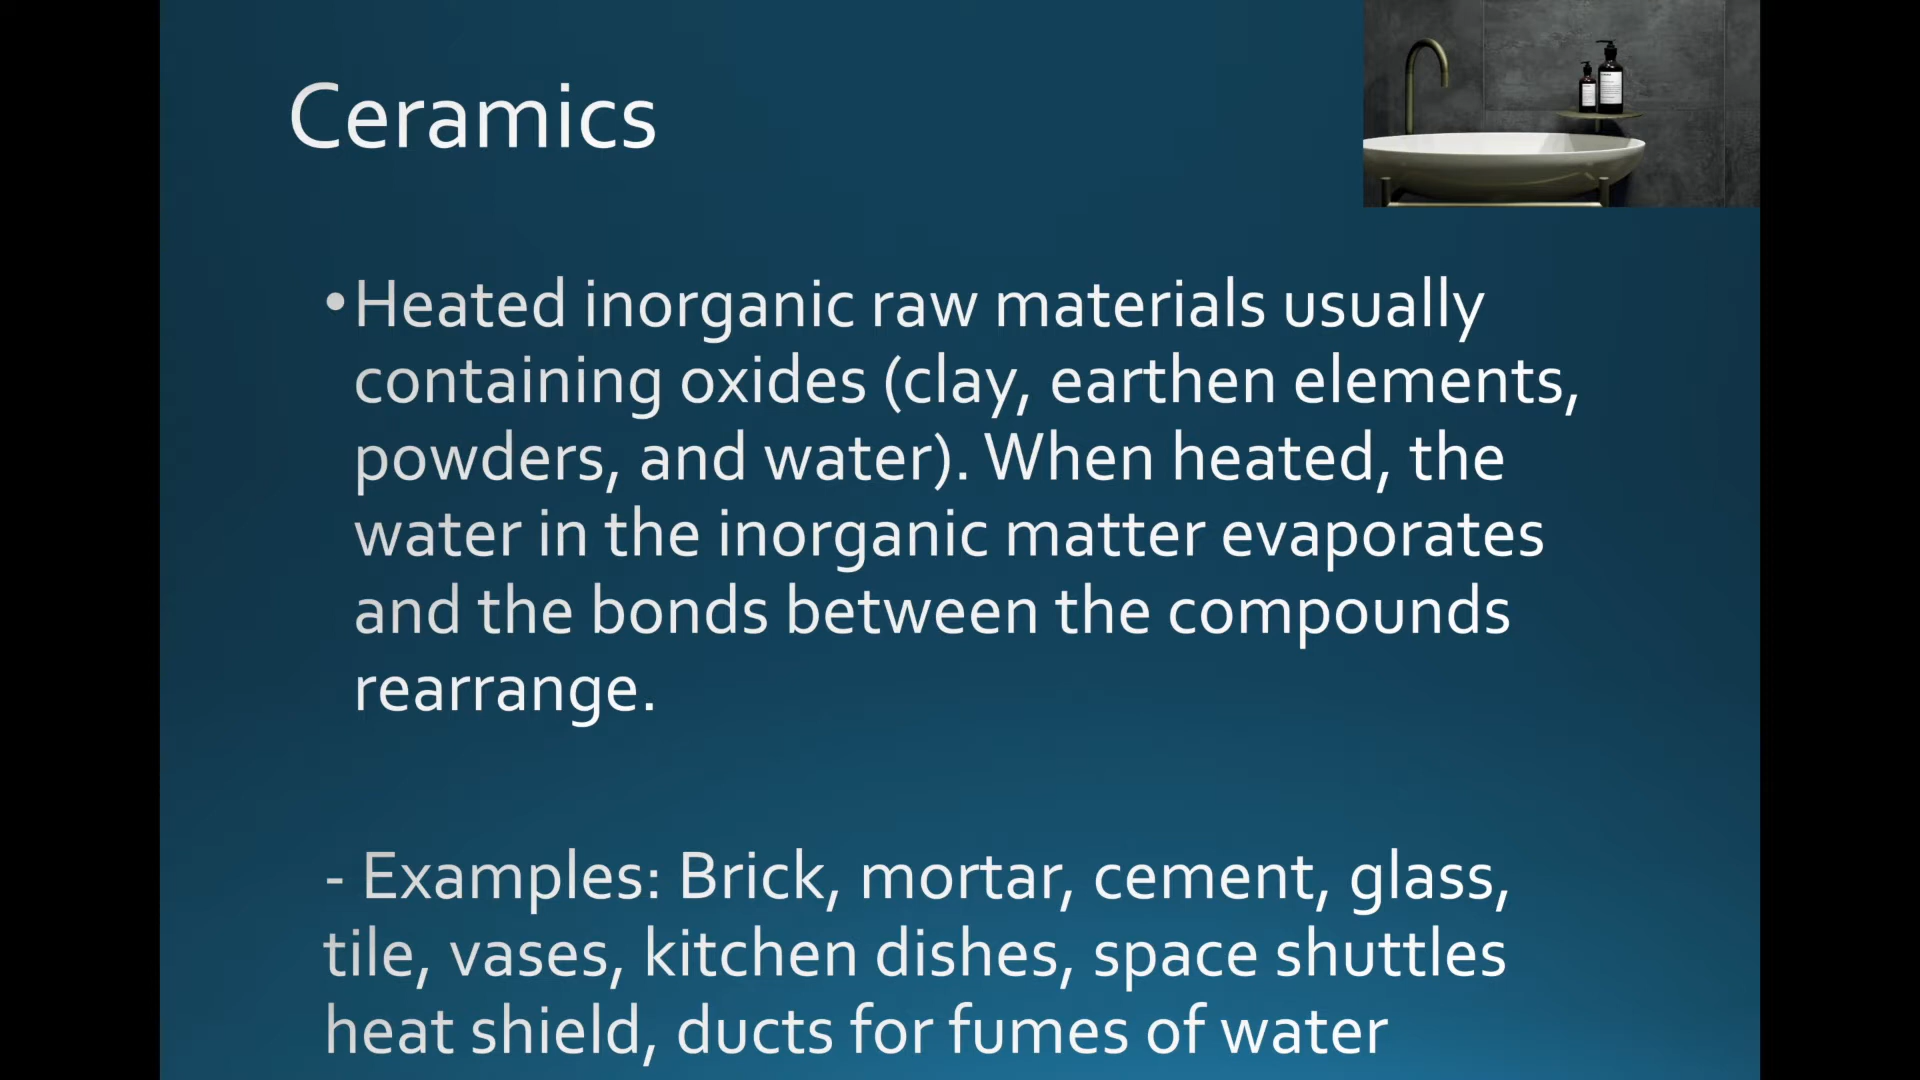 Ceramics
•Heated inorganic raw materials usually
containing oxides (clay, earthen elements,
powders, and water). When heated, the
water in the inorganic matter evaporates
and the bonds between the compounds
rearrange.
- Examples: Brick, mortar, cement, glass,
tile, vases, kitchen dishes, space shuttles
heat shield, ducts for fumes of water